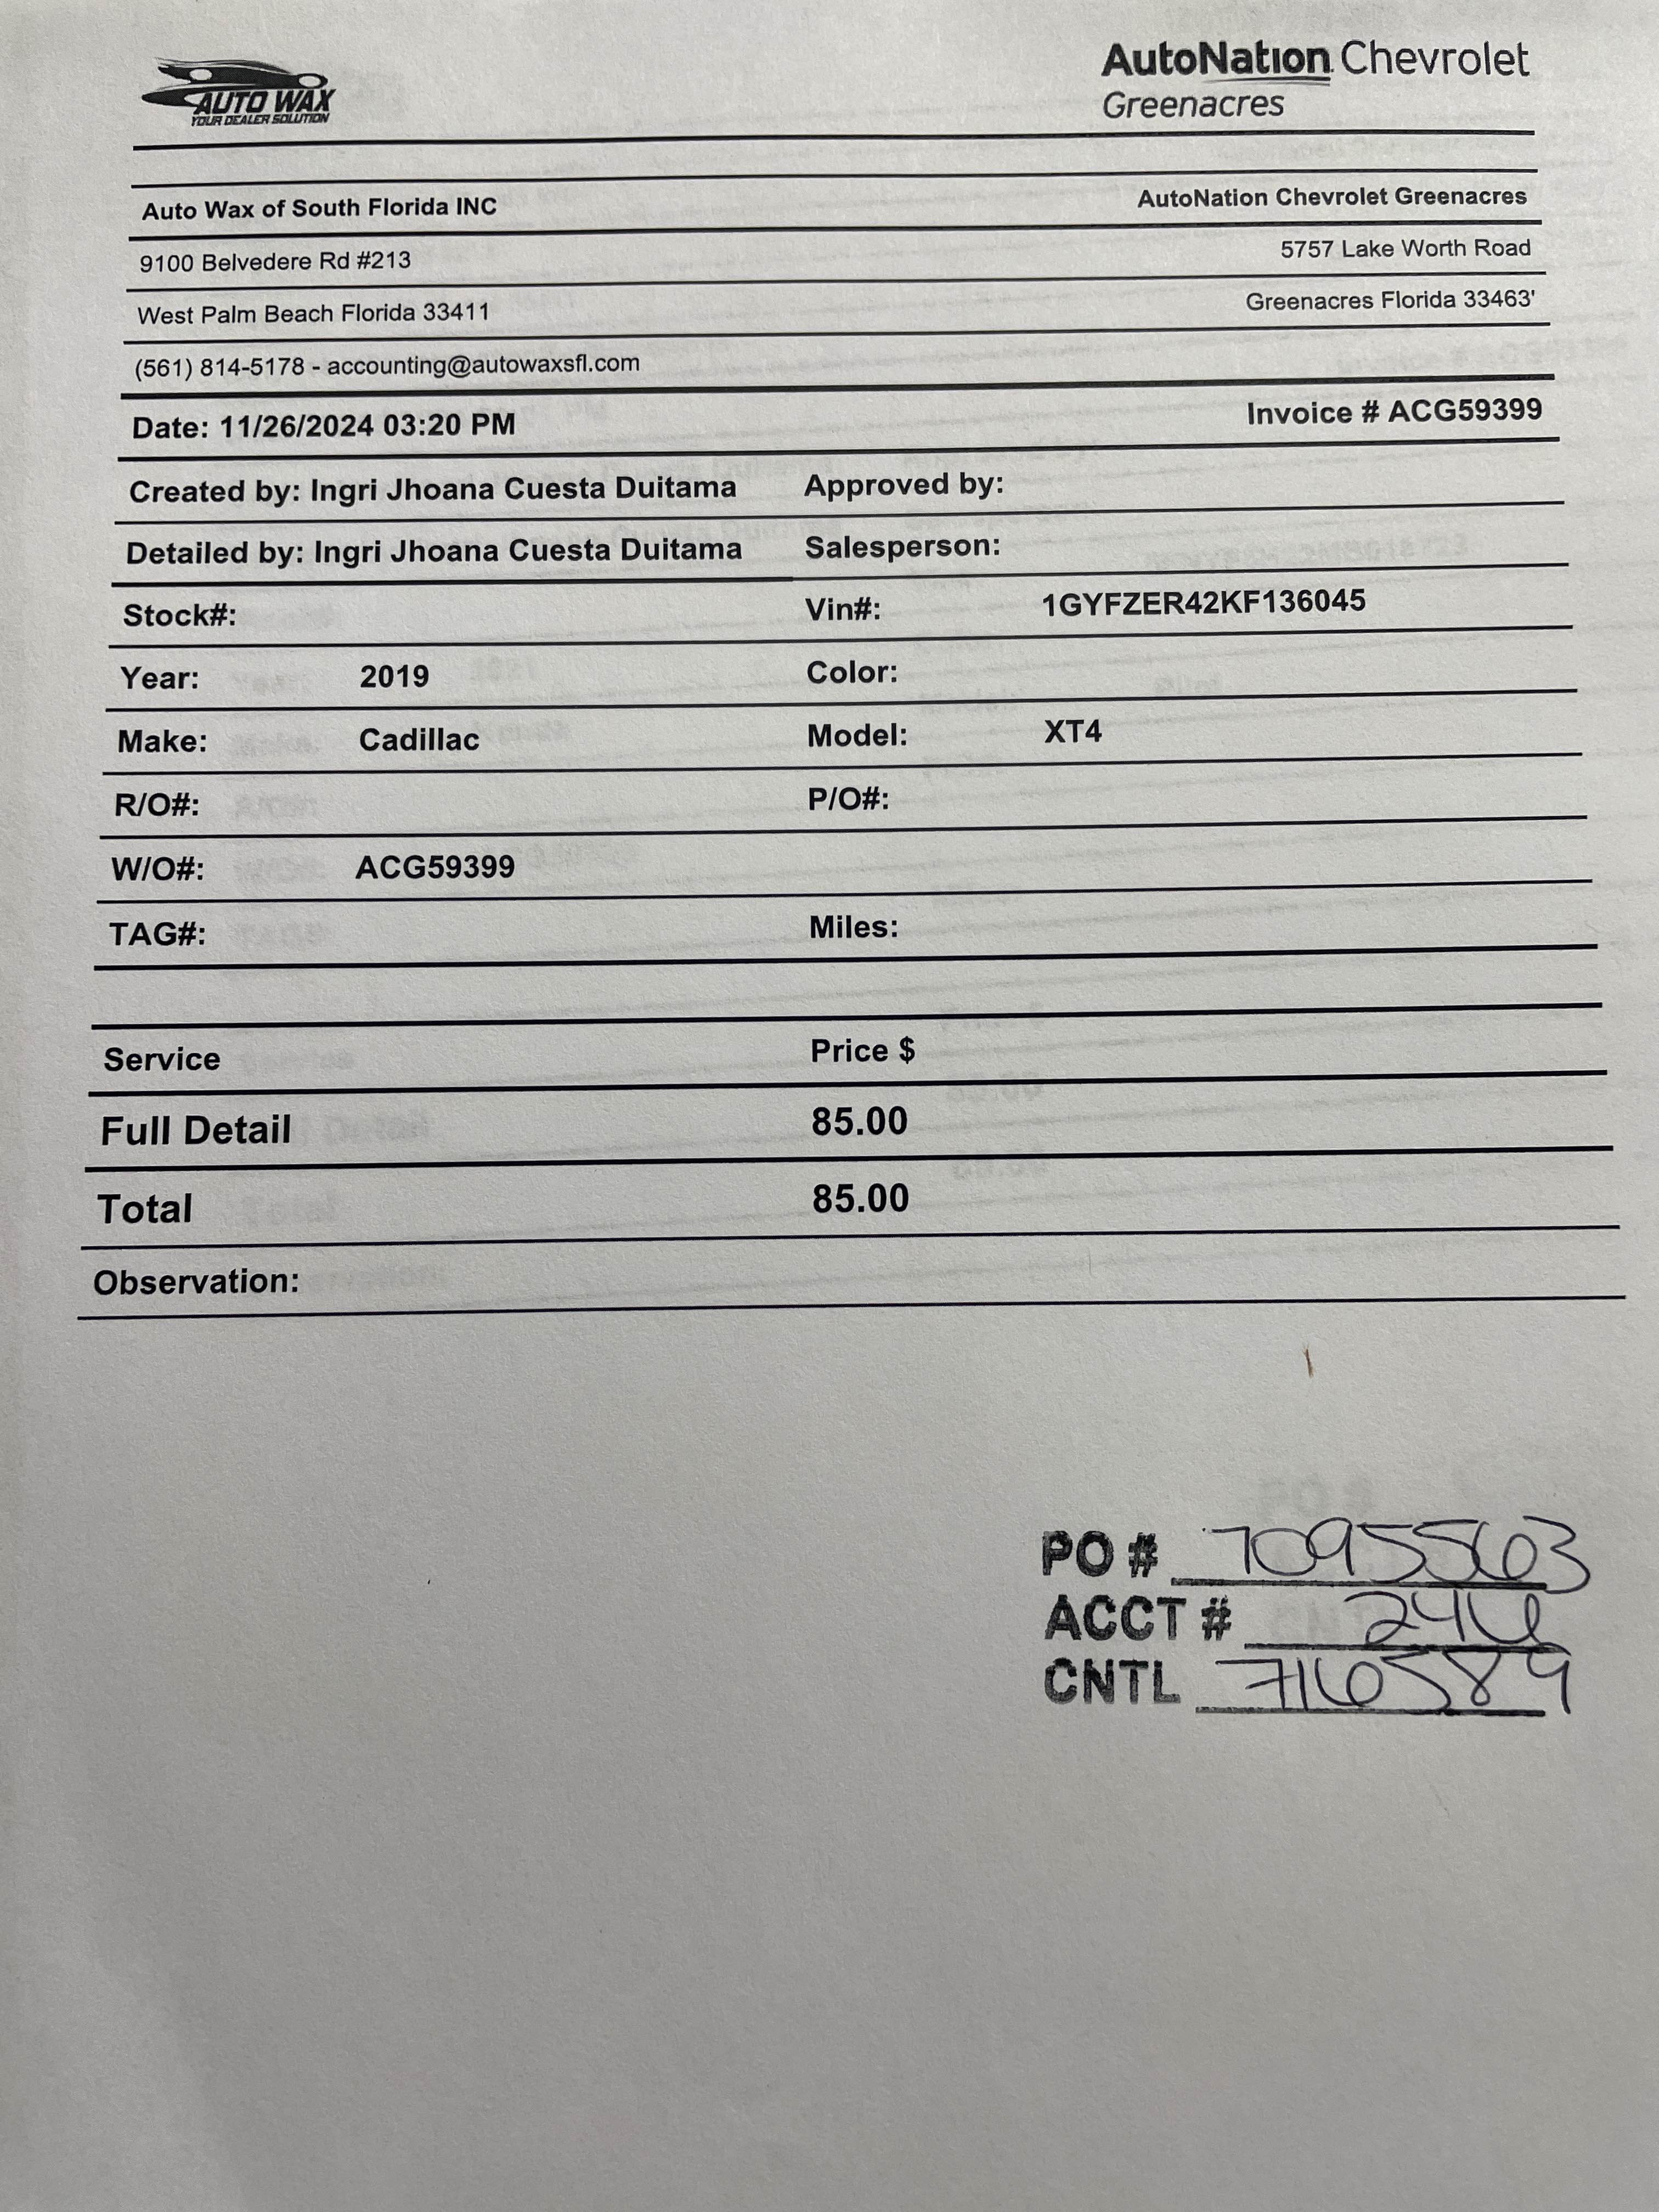 AUTO WAX
YOUR DEALER SOLUTION
AutoNation Chevrolet
Greenacres
Auto Wax of South Florida INC AutoNation Chevrolet Greenacres
9100 Belvedere Rd #213 5757 Lake Worth Road
West Palm Beach Florida 33411 Greenacres Florida 33463'
(561) 814-5178 - accounting@autowaxsfl.com
Date: 11/26/2024 03:20 PM Invoice # ACG59399
Created by: Ingri Jhoana Cuesta Duitama Approved by:
Detailed by: Ingri Jhoana Cuesta Duitama Salesperson:
Stock#: Vin#: 1GYFZER42KF136045
Year: 2019 Color:
Make: Cadillac Model: XT4
R/O#: P/O#:
W/O#: ACG59399
TAG#: Miles:
Service Price $
Full Detail 85.00
Total 85.00
Observation:
PO # 7095563
ACCT # 246
CNTL 716589